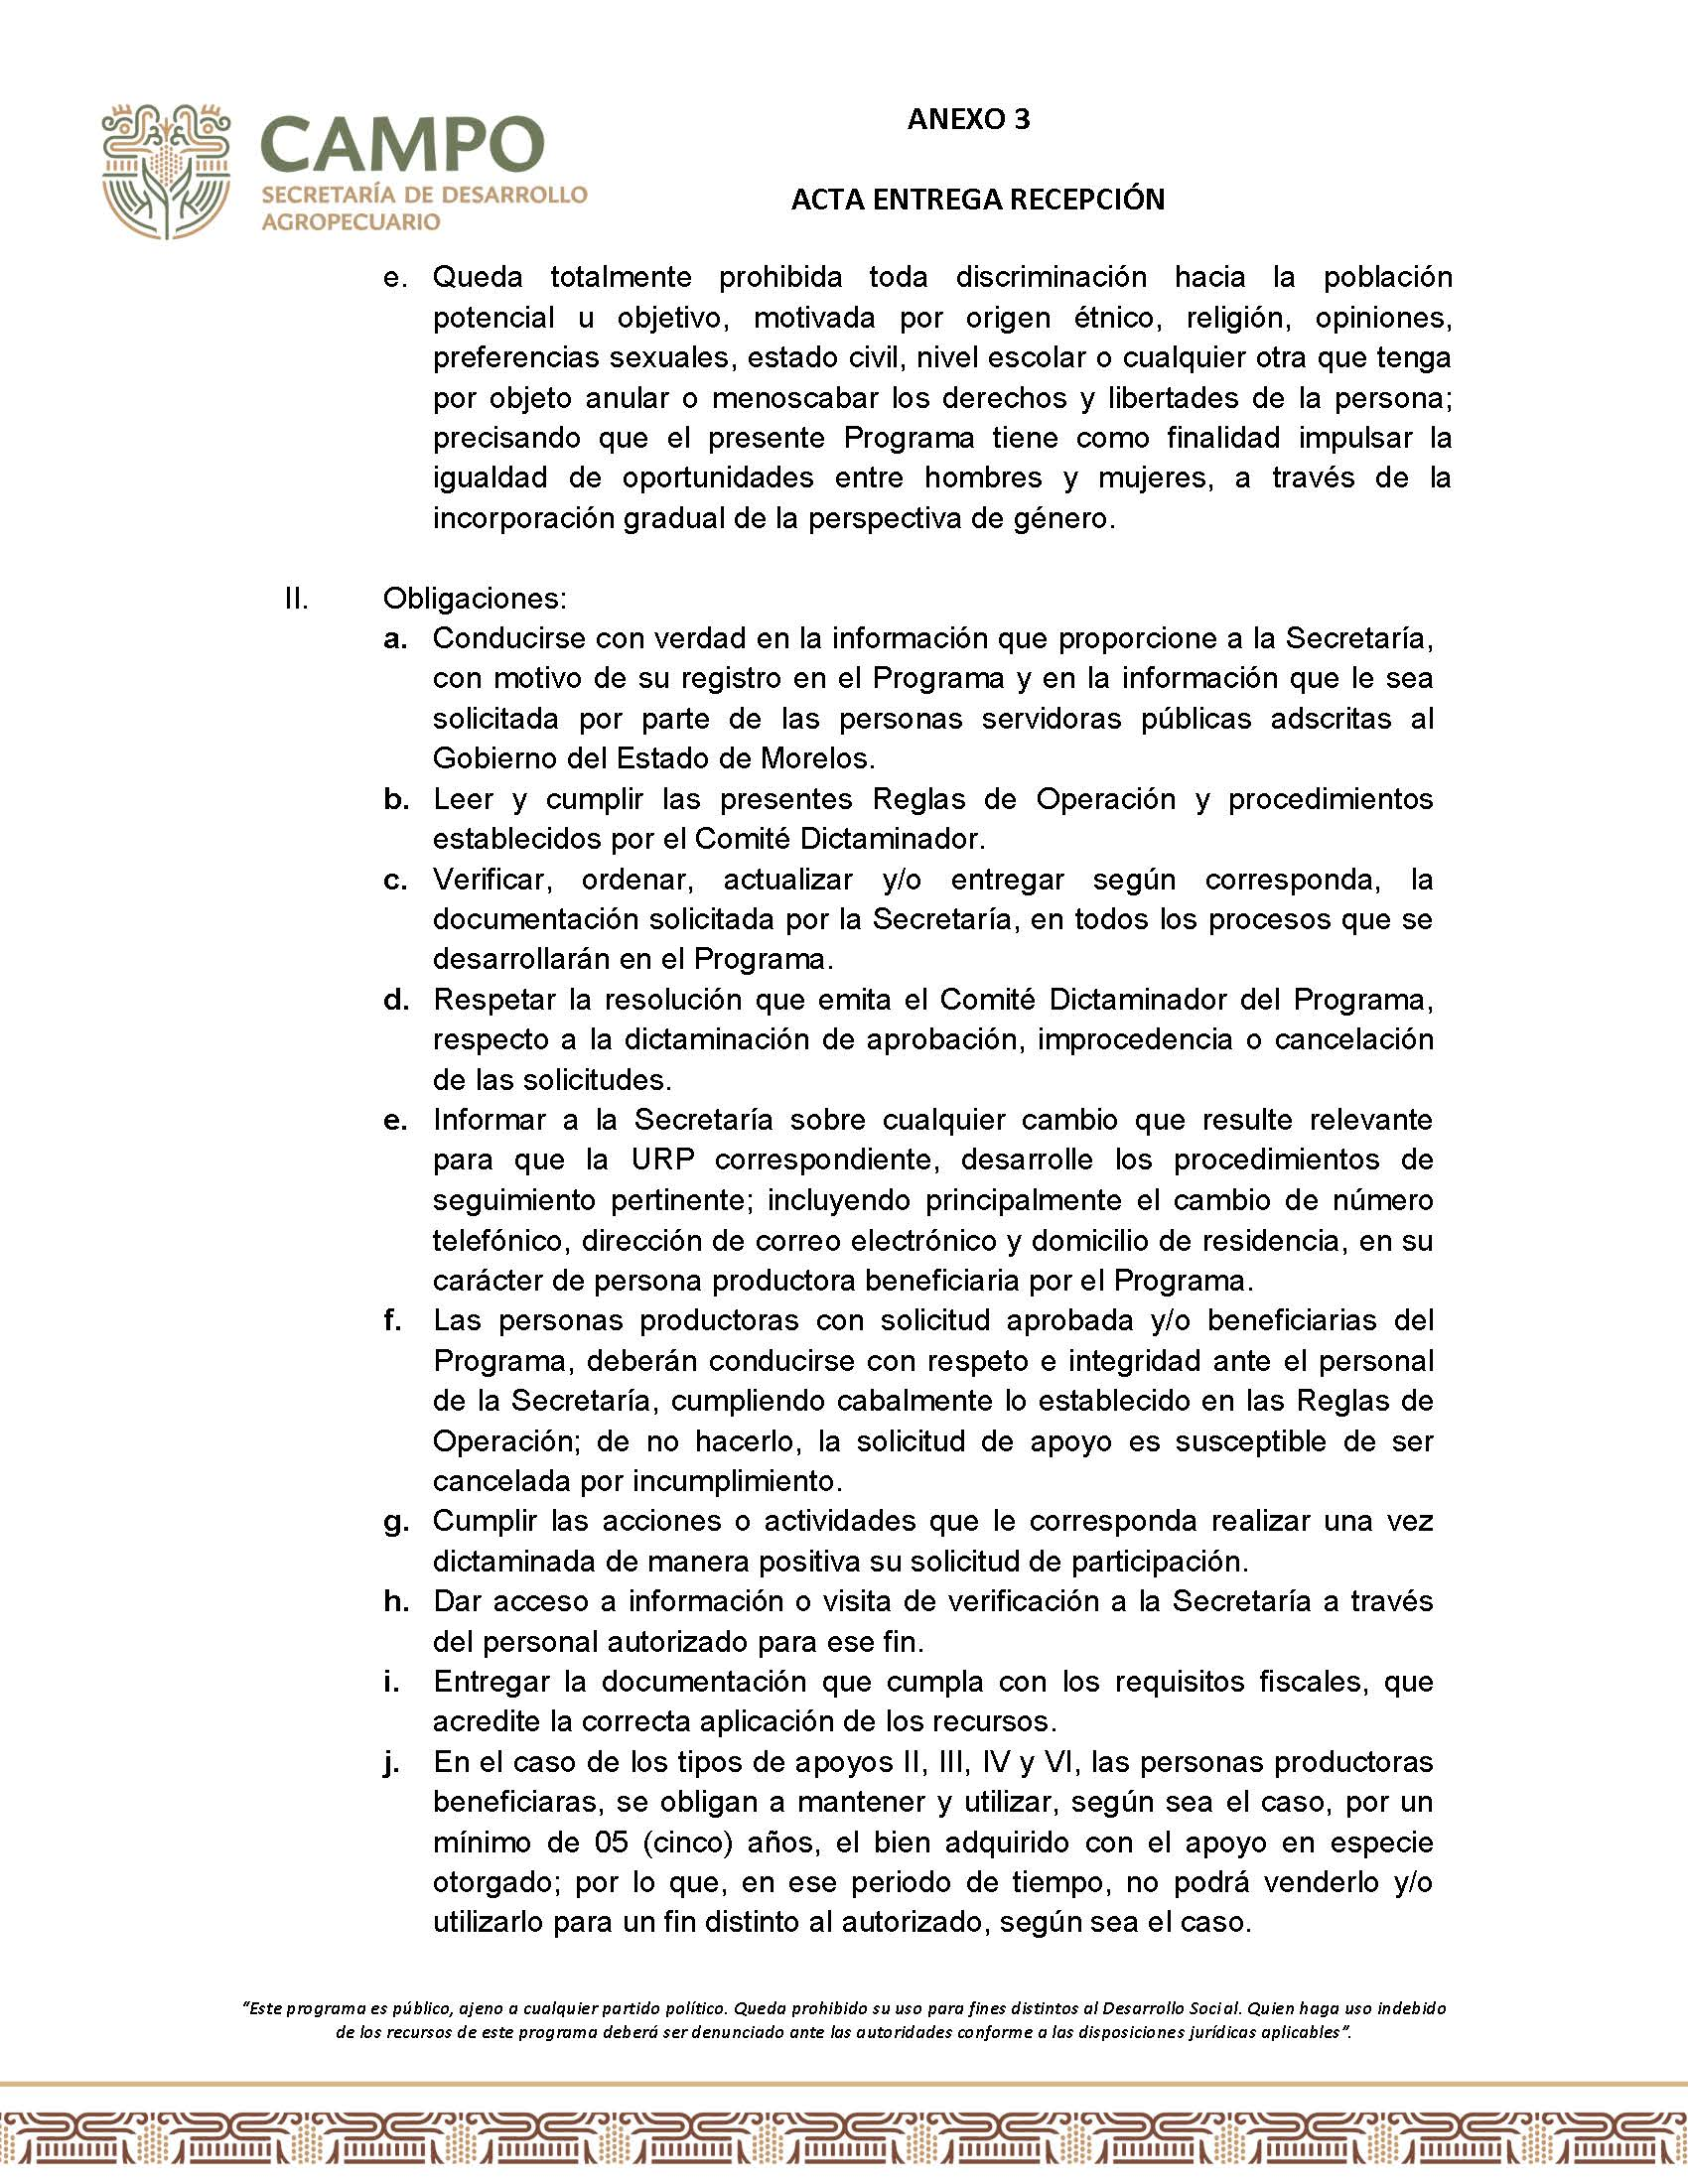 CAMPO
SECRETARÍA DE DESARROLLO
AGROPECUARIO
ANEXO 3
ACTA ENTREGA RECEPCIÓN
e. Queda totalmente prohibida toda discriminación hacia la población
potencial u objetivo, motivada por origen étnico, religión, opiniones,
preferencias sexuales, estado civil, nivel escolar o cualquier otra que tenga
por objeto anular o menoscabar los derechos y libertades de la persona;
precisando que el presente Programa tiene como finalidad impulsar la
igualdad de oportunidades entre hombres y mujeres, a través de la
incorporación gradual de la perspectiva de género.
II. Obligaciones:
a. Conducirse con verdad en la información que proporcione a la Secretaría,
con motivo de su registro en el Programa y en la información que le sea
solicitada por parte de las personas servidoras públicas adscritas al
Gobierno del Estado de Morelos.
b. Leer y cumplir las presentes Reglas de Operación y procedimientos
establecidos por el Comité Dictaminador.
c. Verificar, ordenar, actualizar y/o entregar según corresponda, la
documentación solicitada por la Secretaría, en todos los procesos que se
desarrollarán en el Programa.
d. Respetar la resolución que emita el Comité Dictaminador del Programa,
respecto a la dictaminación de aprobación, improcedencia o cancelación
de las solicitudes.
e. Informar a la Secretaría sobre cualquier cambio que resulte relevante
para que la URP correspondiente, desarrolle los procedimientos de
seguimiento pertinente; incluyendo principalmente el cambio de número
telefónico, dirección de correo electrónico y domicilio de residencia, en su
carácter de persona productora beneficiaria por el Programa.
f. Las personas productoras con solicitud aprobada y/o beneficiarias del
Programa, deberán conducirse con respeto e integridad ante el personal
de la Secretaría, cumpliendo cabalmente lo establecido en las Reglas de
Operación; de no hacerlo, la solicitud de apoyo es susceptible de ser
cancelada por incumplimiento.
g. Cumplir las acciones o actividades que le corresponda realizar una vez
dictaminada de manera positiva su solicitud de participación.
h. Dar acceso a información o visita de verificación a la Secretaría a través
del personal autorizado para ese fin.
i. Entregar la documentación que cumpla con los requisitos fiscales, que
acredite la correcta aplicación de los recursos.
j. En el caso de los tipos de apoyos II, III, IV y VI, las personas productoras
beneficiaras, se obligan a mantener y utilizar, según sea el caso, por un
mínimo de 05 (cinco) años, el bien adquirido con el apoyo en especie
otorgado; por lo que, en ese periodo de tiempo, no podrá venderlo y/o
utilizarlo para un fin distinto al autorizado, según sea el caso.
“Este programa es público, ajeno a cualquier partido político. Queda prohibido su uso para fines distintos al Desarrollo Social. Quien haga uso indebido
de los recursos de este programa deberá ser denunciado ante las autoridades conforme a las disposiciones jurídicas aplicables”.